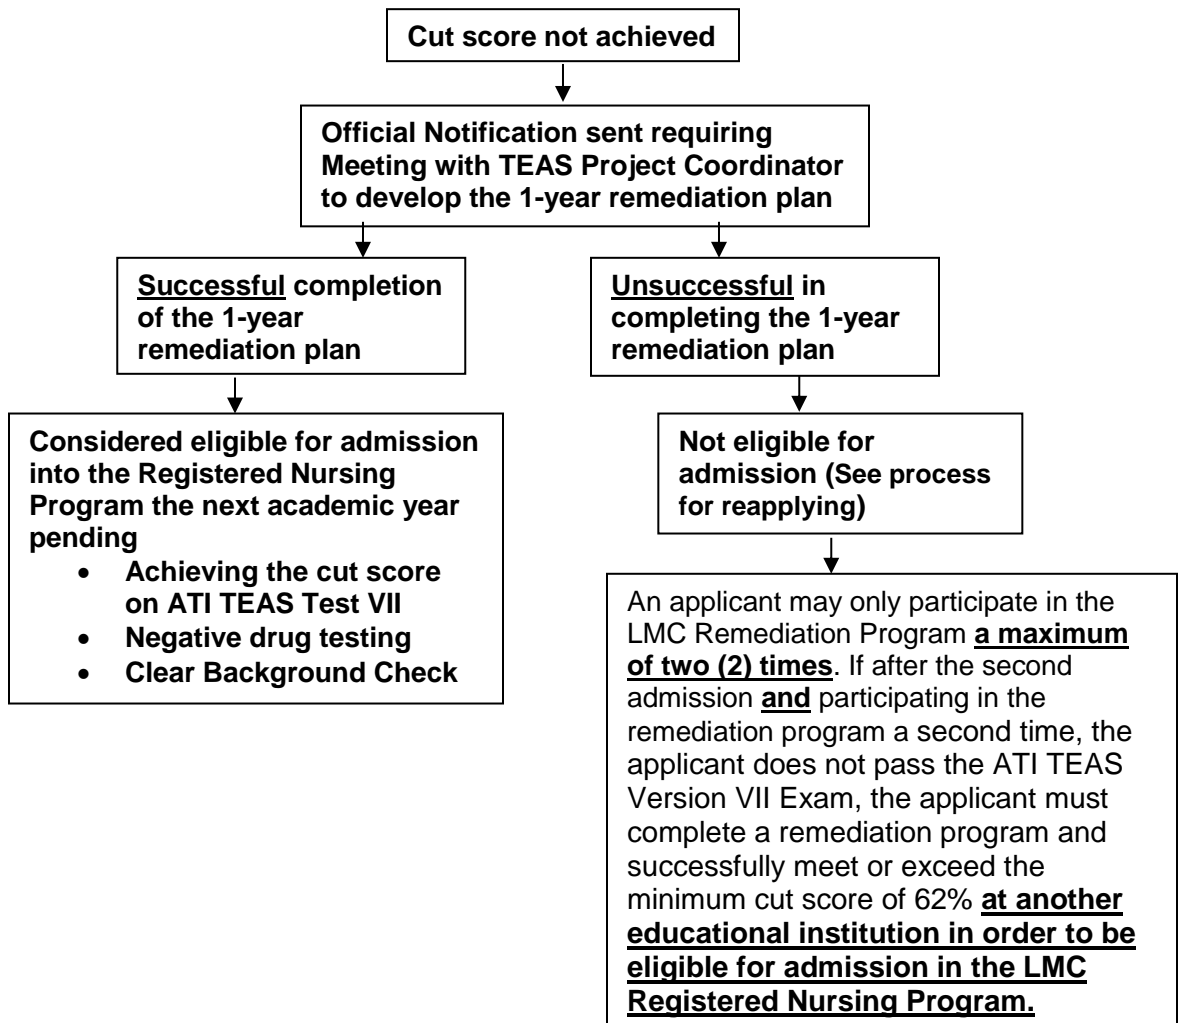 Cut score not achieved
Official Notification sent requiring
Meeting with TEAS Project Coordinator
to develop the 1-year remediation plan
Successful completion
of the 1-year
remediation plan
Unsuccessful in
completing the 1-year
remediation plan
Considered eligible for admission
into the Registered Nursing
Program the next academic year
pending
• Achieving the cut score
on ATI TEAS Test VII
• Negative drug testing
• Clear Background Check
Not eligible for
admission (See process
for reapplying)
An applicant may only participate in the
LMC Remediation Program a maximum
of two (2) times. If after the second
admission and participating in the
remediation program a second time, the
applicant does not pass the ATI TEAS
Version VII Exam, the applicant must
complete a remediation program and
successfully meet or exceed the
minimum cut score of 62% at another
educational institution in order to be
eligible for admission in the LMC
Registered Nursing Program.